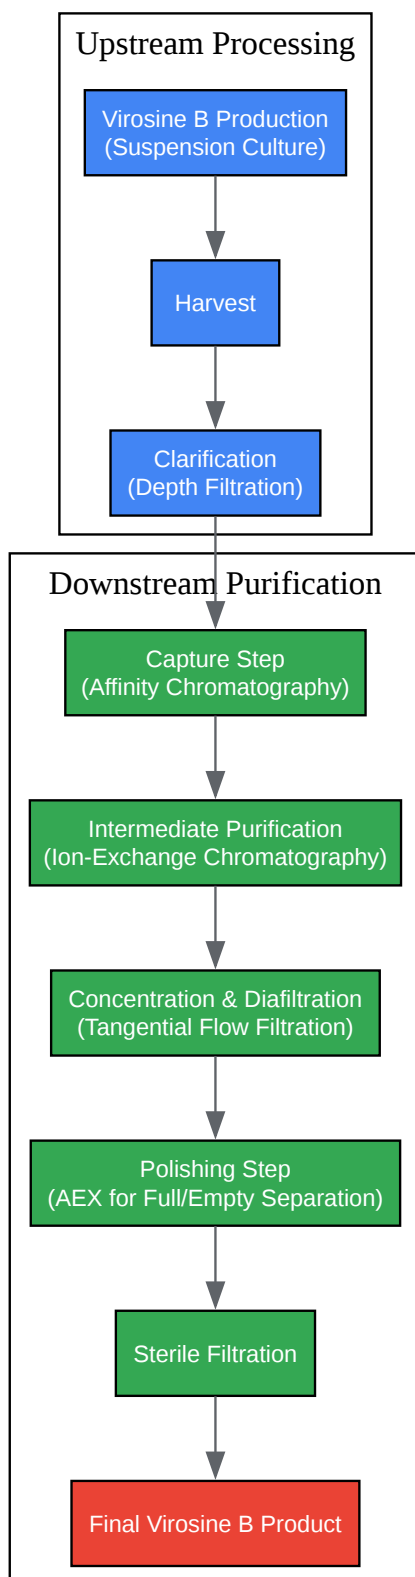 Upstream Processing
Virosine B Production
(Suspension Culture)
Harvest
Clarification
(Depth Filtration)
Downstream Purification
Capture Step
(Affinity Chromatography)
Intermediate Purification
(Ion-Exchange Chromatography)
Concentration & Diafiltration
(Tangential Flow Filtration)
Polishing Step
(AEX for Full/Empty Separation)
Sterile Filtration
Final Virosine B Product